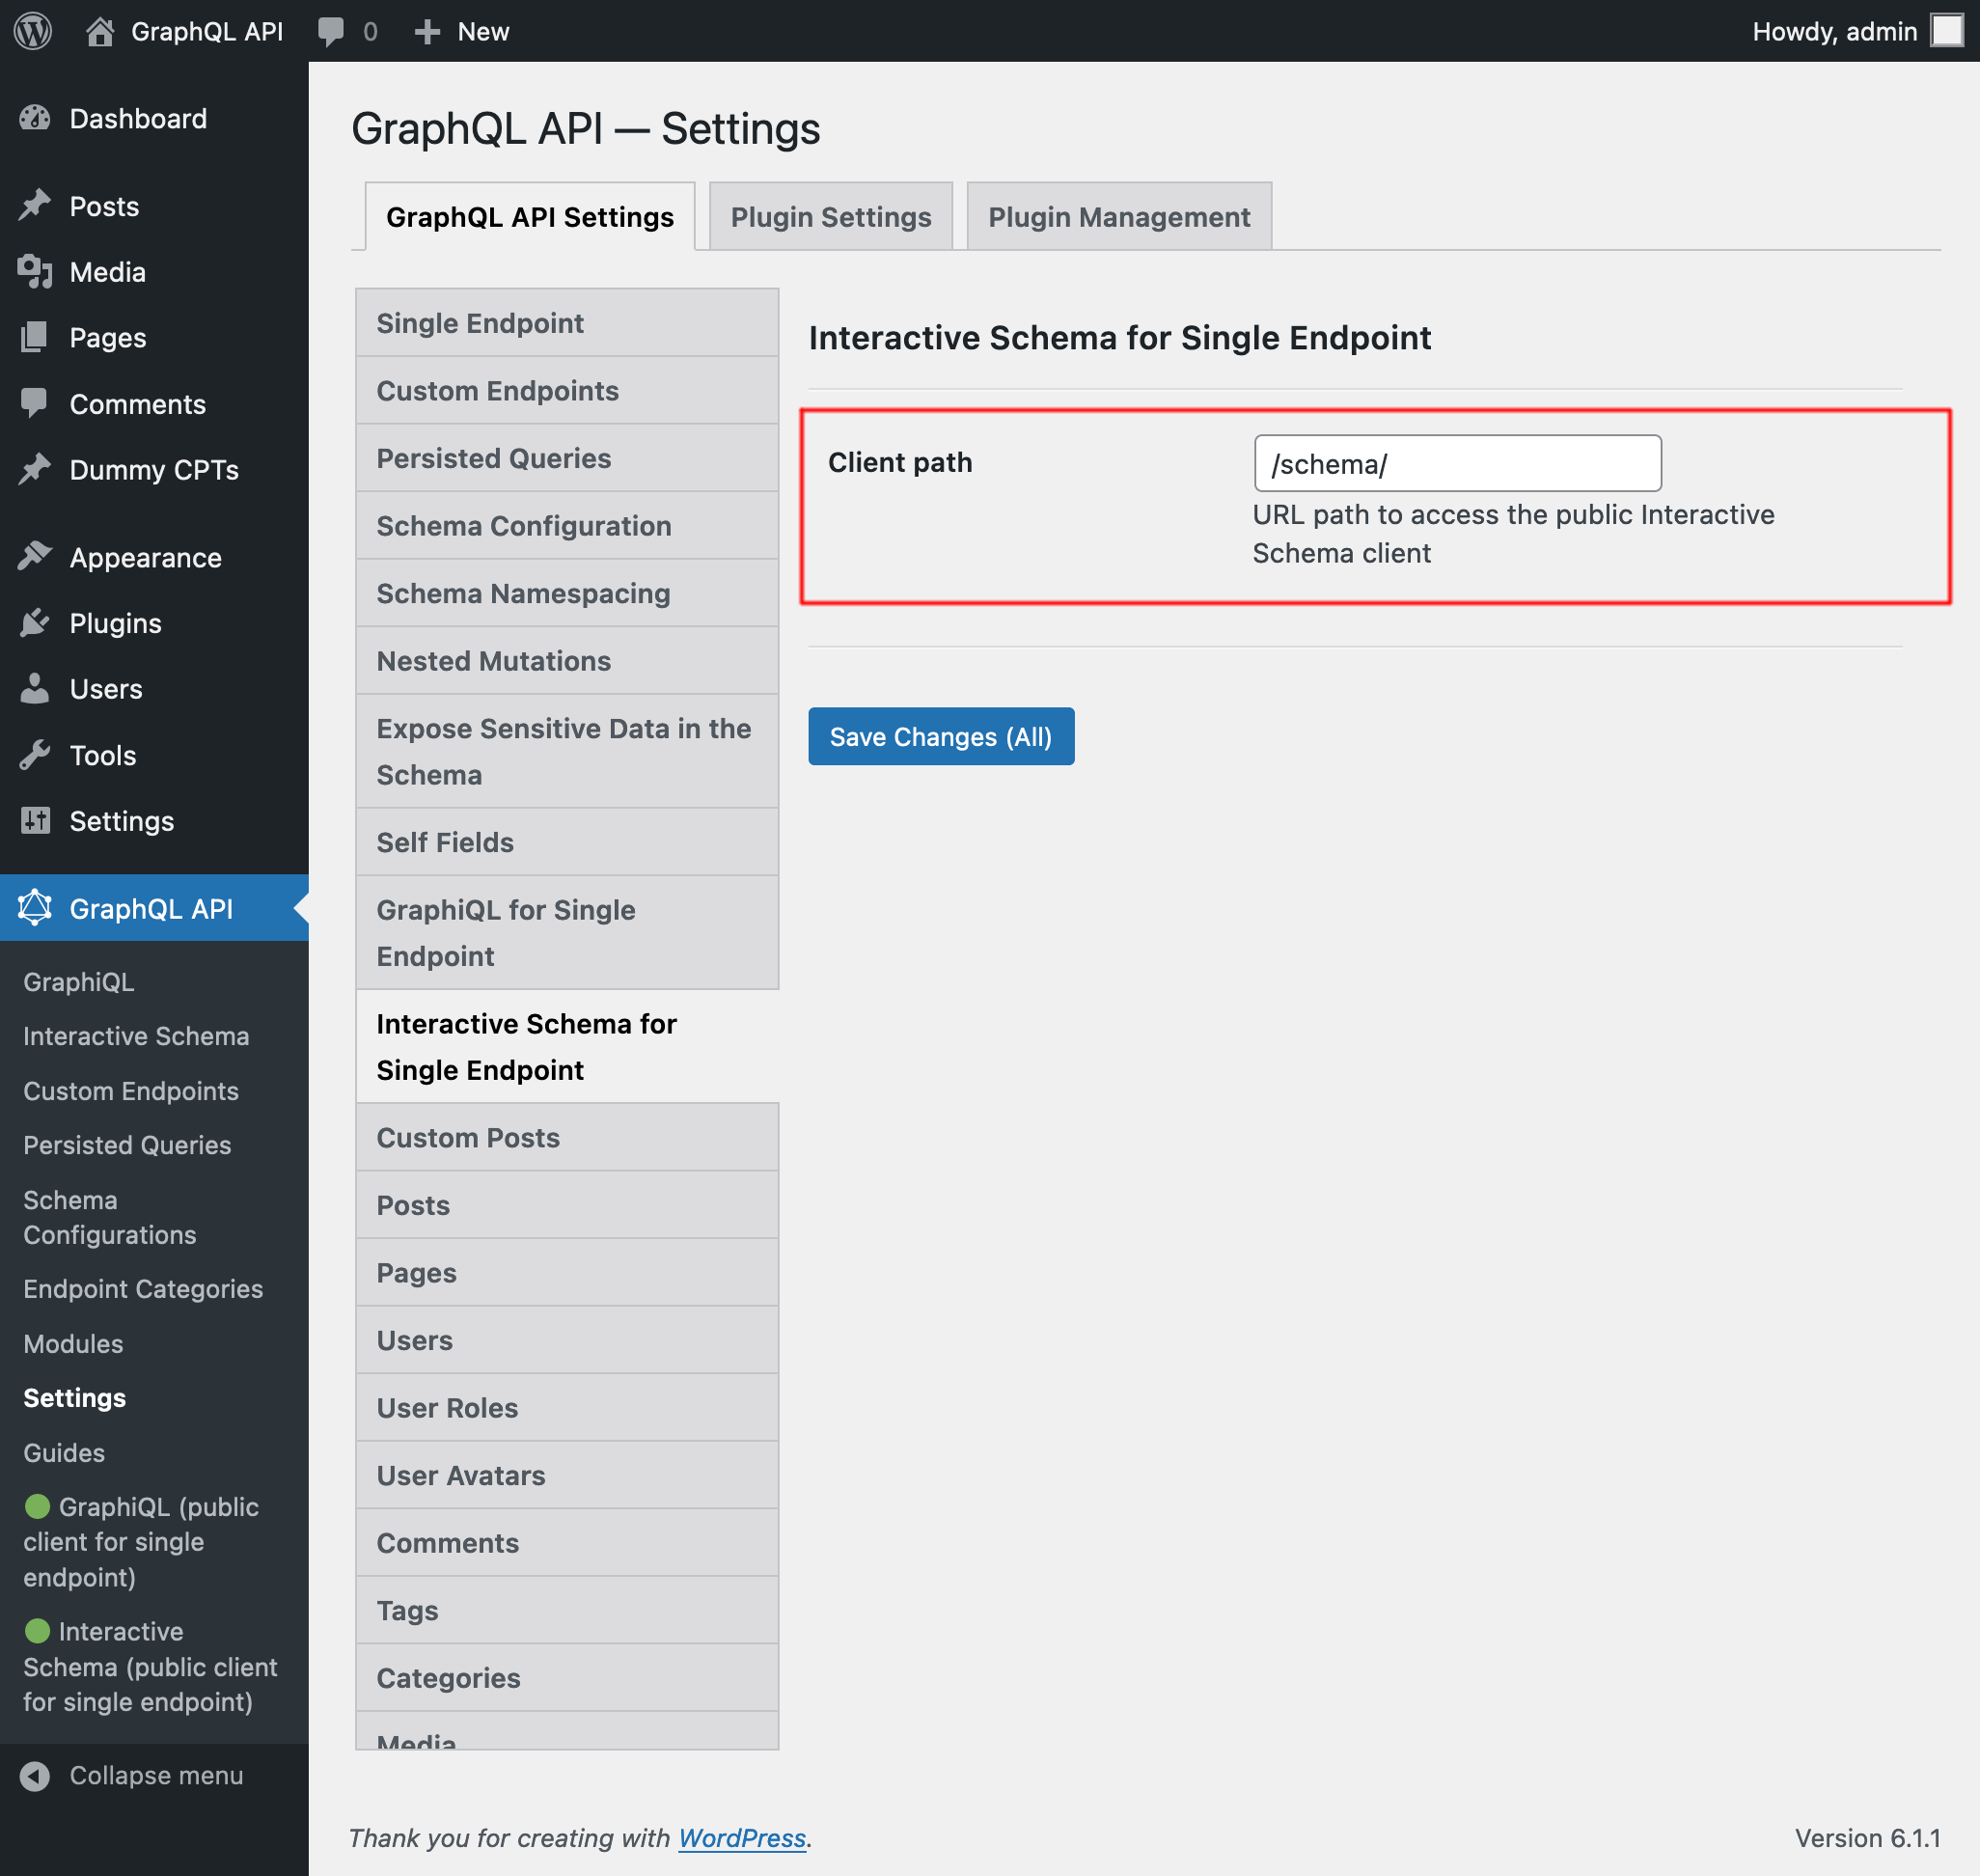 GraphQL API
0
New
Howdy, admin
Dashboard
Posts
Media
Pages
Comments
Dummy CPTs
Appearance
Plugins
Users
Tools
Settings
GraphQL API
GraphiQL
Interactive Schema
Custom Endpoints
Persisted Queries
Schema
Configurations
Endpoint Categories
Modules
Settings
Guides
GraphiQL (public
client for single
endpoint)
Interactive
Schema (public client
for single endpoint)
Collapse menu
GraphQL API — Settings
GraphQL API Settings
Plugin Settings
Plugin Management
Single Endpoint
Custom Endpoints
Persisted Queries
Schema Configuration
Schema Namespacing
Nested Mutations
Expose Sensitive Data in the
Schema
Self Fields
GraphiQL for Single
Endpoint
Interactive Schema for
Single Endpoint
Custom Posts
Posts
Pages
Users
User Roles
User Avatars
Comments
Tags
Categories
Media
Interactive Schema for Single Endpoint
Client path
/schema/
URL path to access the public Interactive
Schema client
Save Changes (All)
Thank you for creating with WordPress.
Version 6.1.1